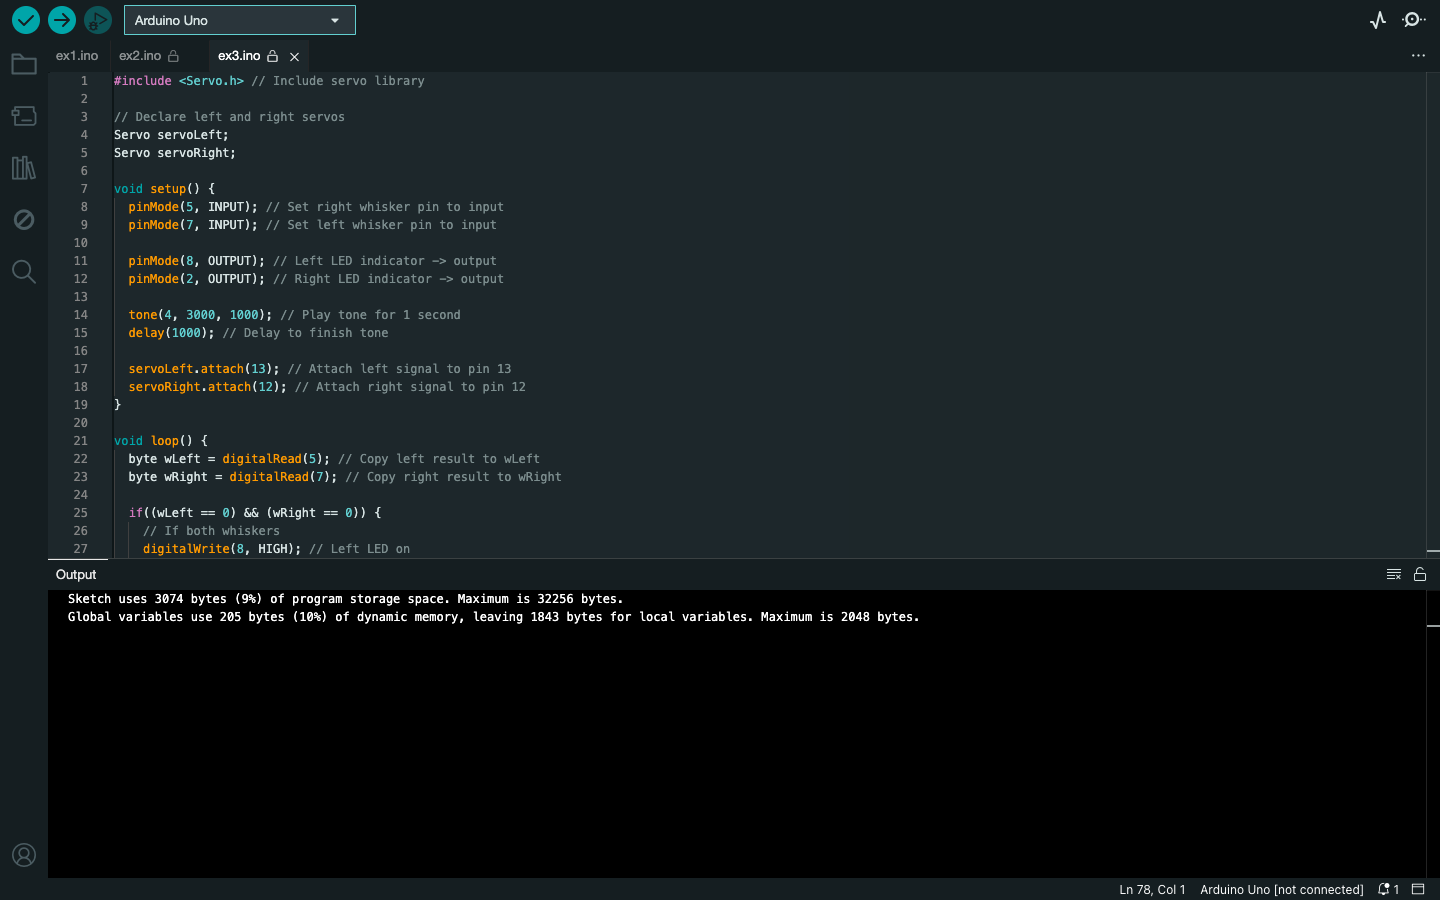 Arduino Uno
ex1.ino ex2.ino ex3.ino
1 #include <Servo.h> // Include servo library
2
3 // Declare left and right servos
4 Servo servoLeft;
5 Servo servoRight;
6
7 void setup() {
8 pinMode(5, INPUT); // Set right whisker pin to input
9 pinMode(7, INPUT); // Set left whisker pin to input
10
11 pinMode(8, OUTPUT); // Left LED indicator -> output
12 pinMode(2, OUTPUT); // Right LED indicator -> output
13
14 tone(4, 3000, 1000); // Play tone for 1 second
15 delay(1000); // Delay to finish tone
16
17 servoLeft.attach(13); // Attach left signal to pin 13
18 servoRight.attach(12); // Attach right signal to pin 12
19 }
20
21 void loop() {
22 byte wLeft = digitalRead(5); // Copy left result to wLeft
23 byte wRight = digitalRead(7); // Copy right result to wRight
24
25 if((wLeft == 0) && (wRight == 0)) {
26 // If both whiskers
27 digitalWrite(8, HIGH); // Left LED on
Output
Sketch uses 3074 bytes (9%) of program storage space. Maximum is 32256 bytes.
Global variables use 205 bytes (10%) of dynamic memory, leaving 1843 bytes for local variables. Maximum is 2048 bytes.
Ln 78, Col 1 Arduino Uno [not connected] 1